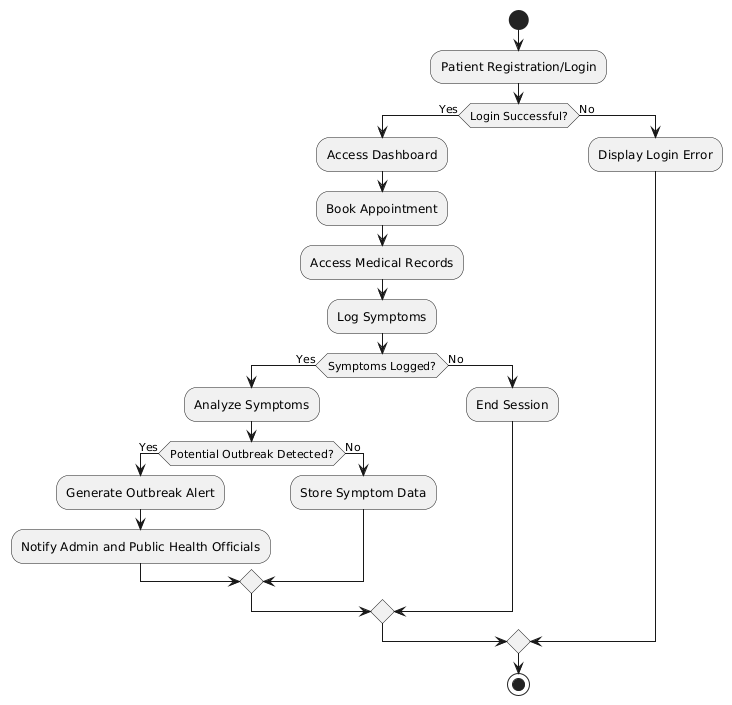 Patient Registration/Login
Yes
Login Successful?
No
Access Dashboard
Display Login Error
Book Appointment
Access Medical Records
Log Symptoms
Yes
Symptoms Logged?
No
Analyze Symptoms
End Session
Yes
Potential Outbreak Detected?
No
Generate Outbreak Alert
Store Symptom Data
Notify Admin and Public Health Officials